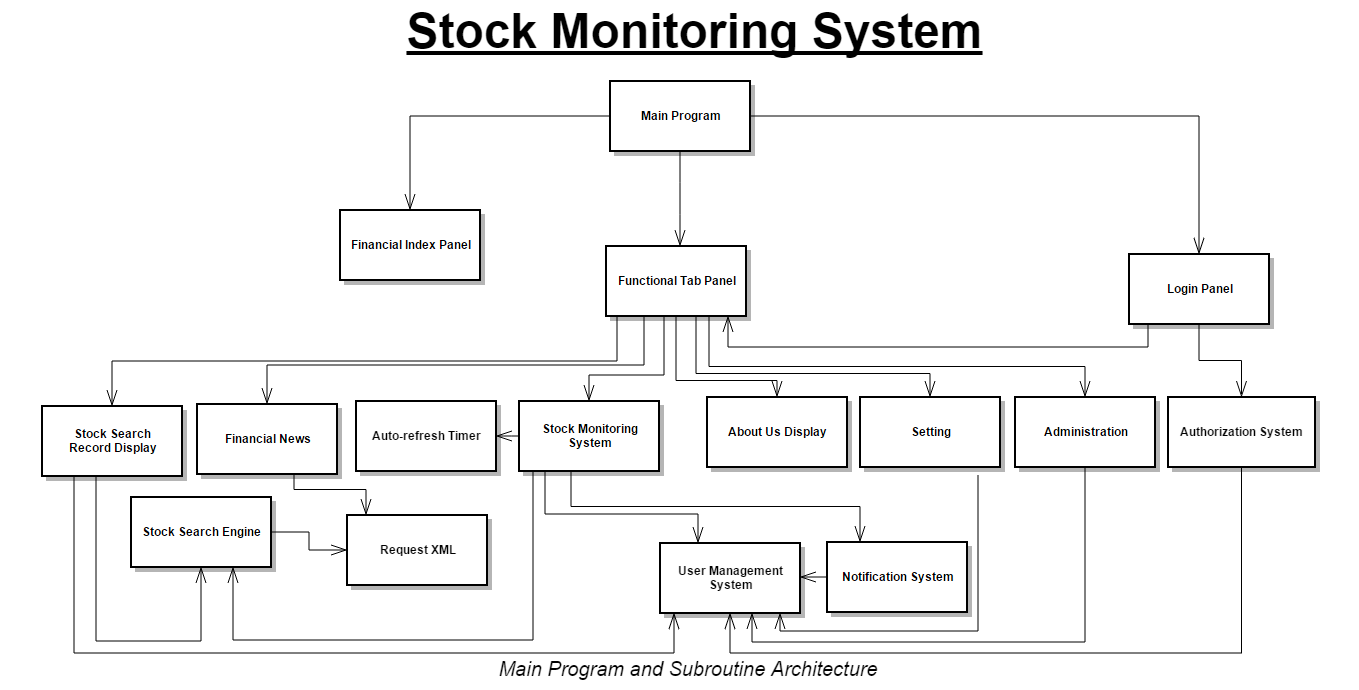 Stock Monitoring System
Main Program
Financial Index Panel
Functional Tab Panel
Login Panel
Stock Search
Record Display
Financial News
Auto-refresh Timer
Stock Monitoring
System
About Us Display
Setting
Administration
Authorization System
Stock Search Engine
Request XML
User Management
System
Notification System
Main Program and Subroutine Architecture